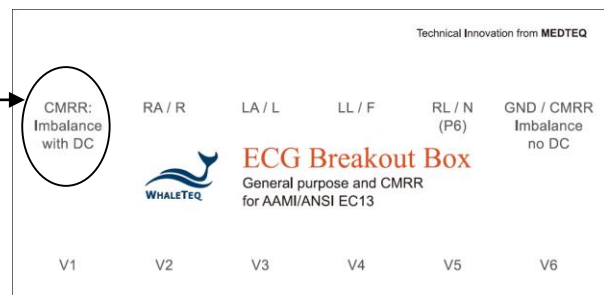 Technical Innovation from MEDTEQ
CMRR: Imbalance with DC
RA / R
LA / L
LL / F
RL / N (P6)
GND / CMRR Imbalance no DC
WHALETEQ
ECG Breakout Box
General purpose and CMRR
for AAMI/ANSI EC13
V1 V2 V3 V4 V5 V6